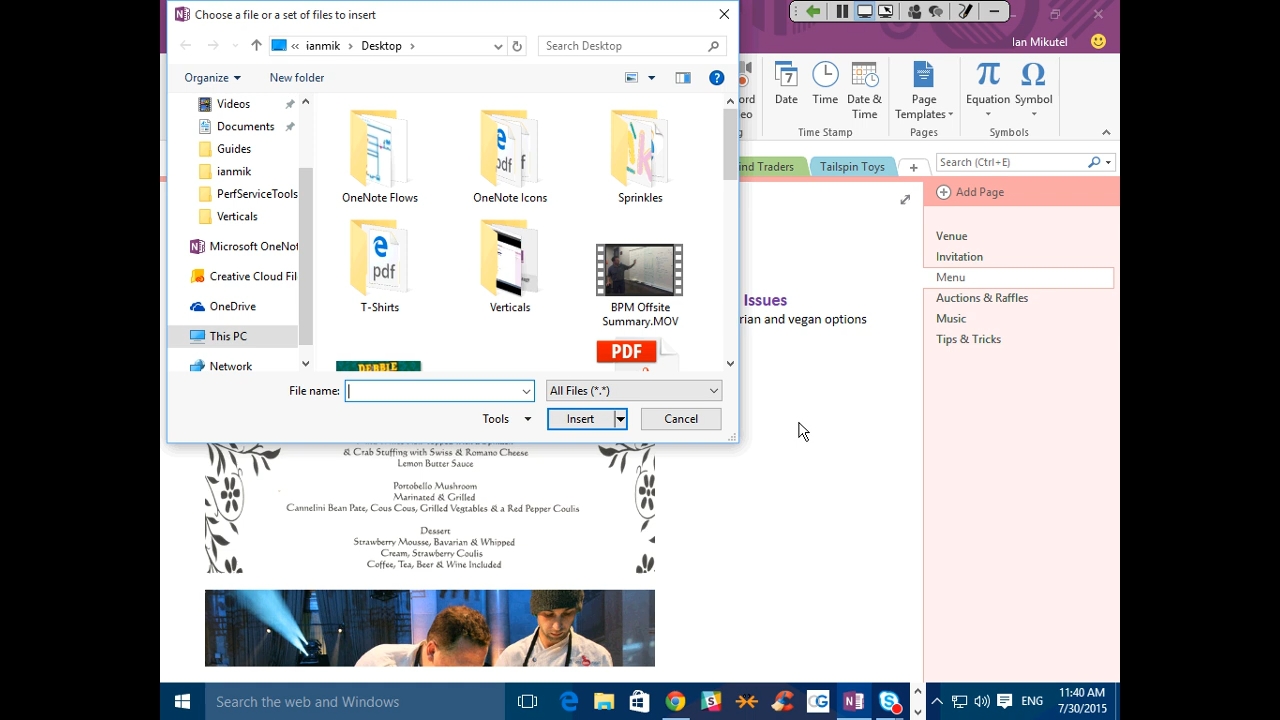 Choose a file or a set of files to insert
ianmik
Desktop
Search Desktop
Organize
New folder
Videos
Documents
Guides
ianmik
PerfServiceTools
Verticals
Microsoft OneNot
Creative Cloud Fil
OneDrive
This PC
Network
OneNote Flows
OneNote Icons
Sprinkles
T-Shirts
Verticals
BPM Offsite
Summary.MOV
pdf
pdf
PDF
File name:
All Files (*.*)
Tools
Insert
Cancel
Ian Mikutel
Date
Time
Date &
Time
Page
Templates
Equation
Symbol
Time Stamp
Pages
Symbols
ind Traders
Tailspin Toys
Search (Ctrl+E)
Add Page
Venue
Invitation
Menu
Auctions & Raffles
Music
Tips & Tricks
Issues
rian and vegan options
& Crab Stuffing with Swiss & Romano Cheese
Lemon Butter Sauce
Portobello Mushroom
Marinated & Grilled
Cannelini Bean Pate, Cous Cous, Grilled Vegtables & a Red Pepper Coulis
Dessert
Strawberry Mousse, Bavarian & Whipped
Cream, Strawberry Coulis
Coffee, Tea, Beer & Wine Included
Search the web and Windows
ENG
11:40 AM
7/30/2015